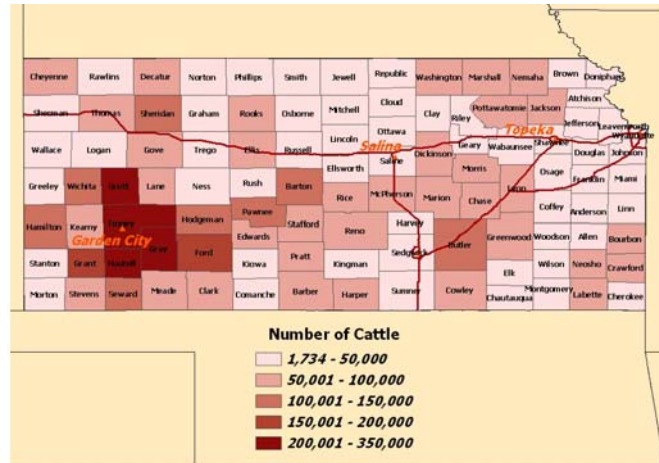 Cheyenne Rawlins Decatur Norton Phillips Smith Jewell Republic Washington Marshall Nemaha Brown Doniphan
Atchison
Cloud
Sherman Thomas Sheridan Graham Rooks Osborne Mitchell Clay Riley Pottawatomie Jackson
Jefferson Leavenworth
Ottawa Topeka Wyandotte
Lincoln Salina
Wallace Logan Gove Trego Ellis Russell Saline Dickinson Geary Wabaunsee Shawnee Douglas Johnson
Ellsworth Morris Osage
Greeley Wichita Scott Lane Ness Rush Barton Rice McPherson Marion Chase Lyon Franklin Miami
Hamilton Kearny Finney Hodgeman Pawnee Stafford Reno Harvey Coffey Anderson Linn
Garden City Edwards
Butler Greenwood Woodson Allen Bourbon
Stanton Grant Haskell Gray Ford Kiowa Pratt Kingman Sedgwick
Elk Wilson Neosho Crawford
Morton Stevens Seward Meade Clark Comanche Barber Harper Sumner Cowley Chautauqua Montgomery Labette Cherokee
Number of Cattle
1,734 - 50,000
50,001 - 100,000
100,001 - 150,000
150,001 - 200,000
200,001 - 350,000